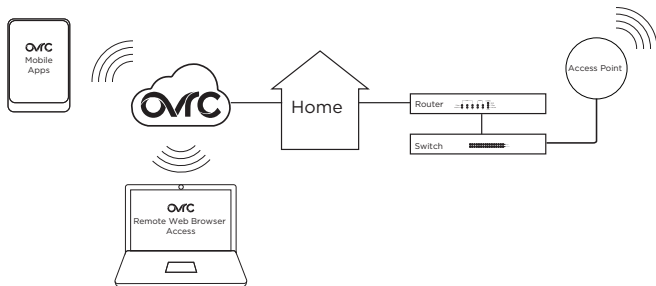 OvrC
Mobile
Apps
OvrC
Home
Router
Switch
Access Point
OvrC
Remote Web Browser
Access